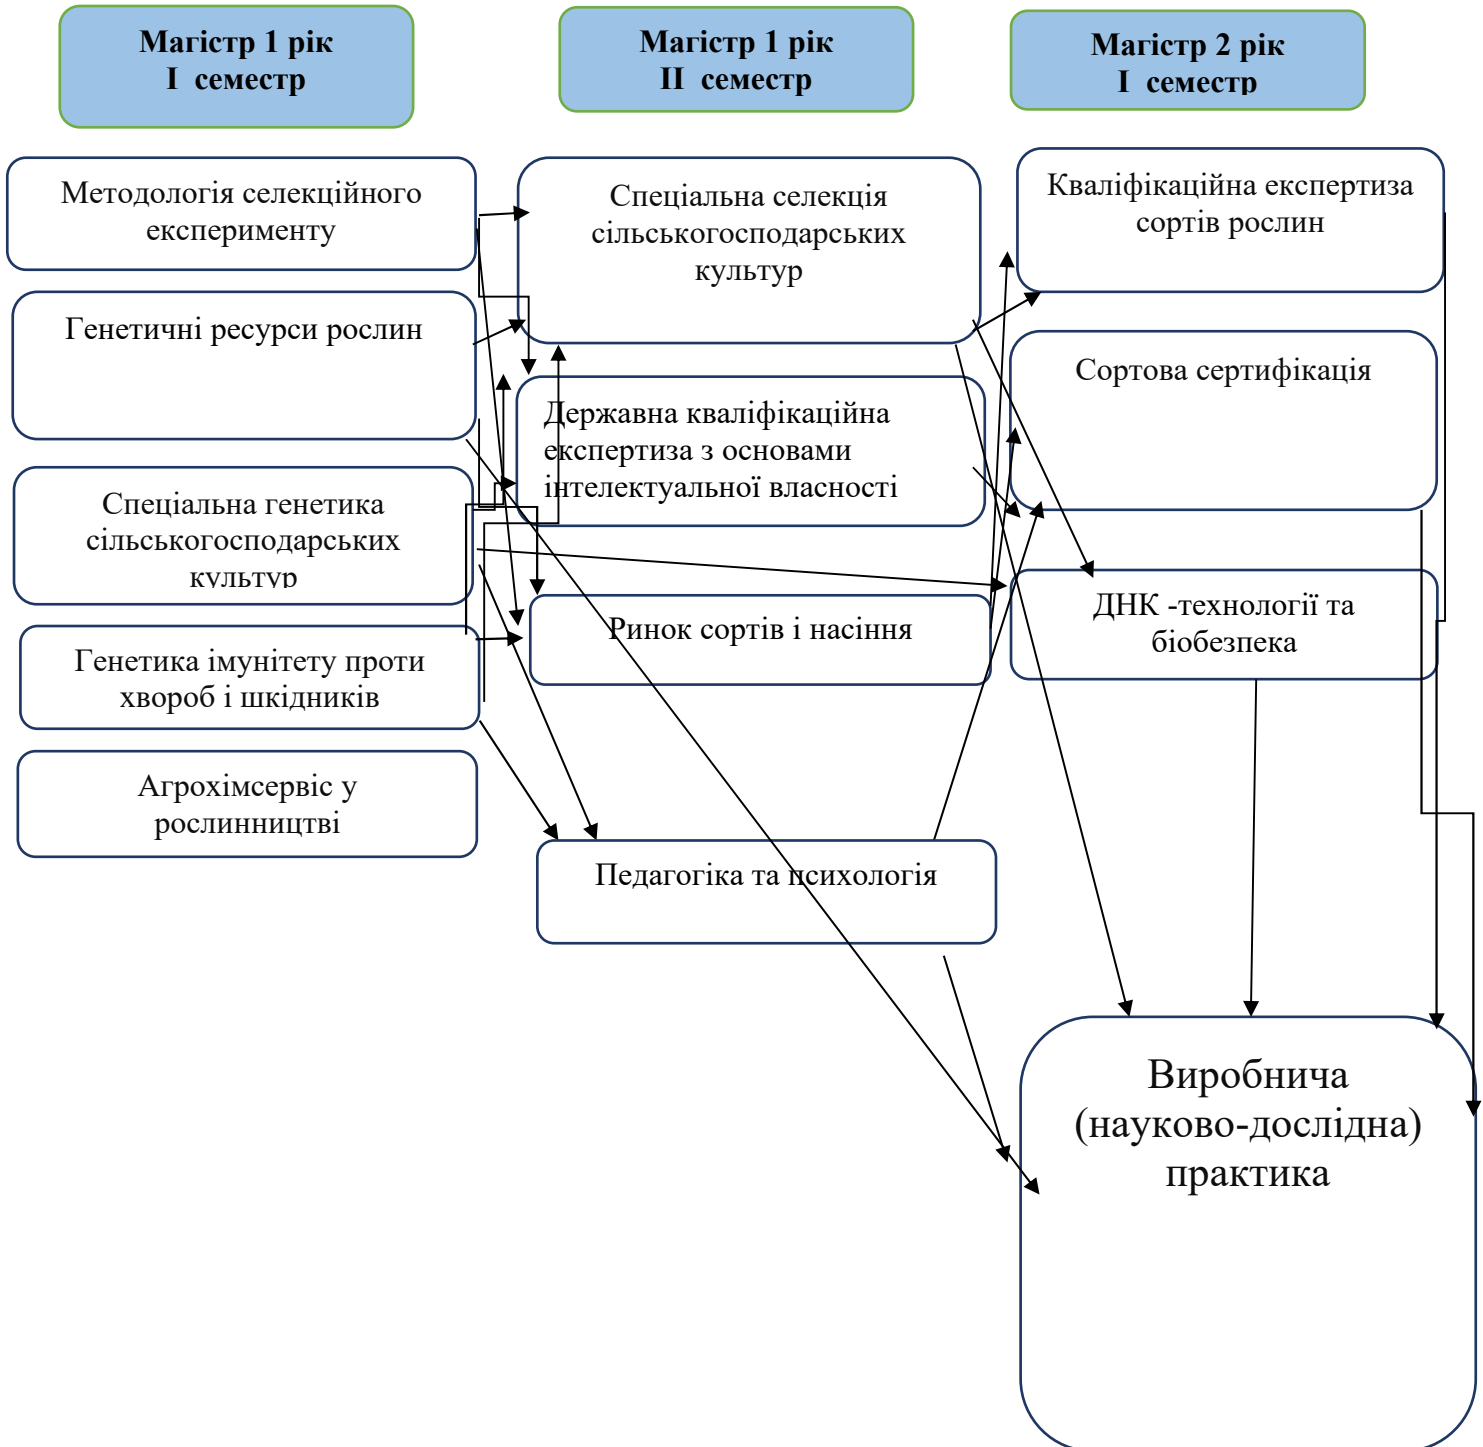 Магістр 1 рік
І семестр
Магістр 1 рік
ІІ семестр
Магістр 2 рік
І семестр
Методологія селекційного
експерименту
Генетичні ресурси рослин
Спеціальна генетика
сільськогосподарських
культур
Генетика імунітету проти
хвороб і шкідників
Агрохімсервіс у
рослинництві
Спеціальна селекція
сільськогосподарських
культур
Державна кваліфікаційна
експертиза з основами
інтелектуальної власності
Ринок сортів і насіння
Педагогіка та психологія
Кваліфікаційна експертиза
сортів рослин
Сортова сертифікація
ДНК -технології та
біобезпека
Виробнича
(науково-дослідна)
практика